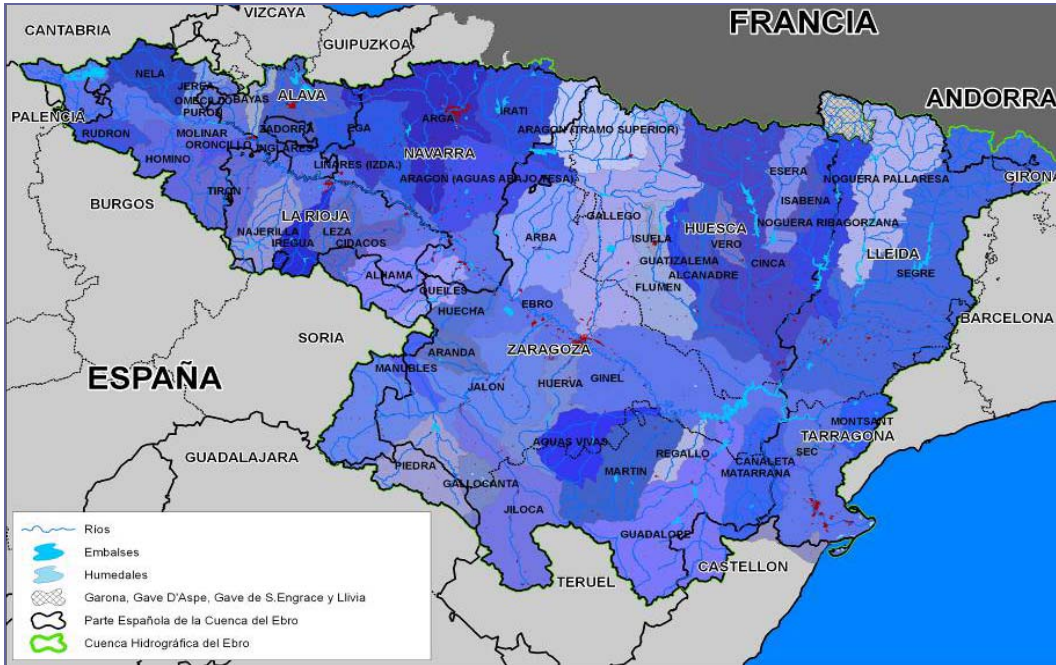 FRANCIA
VIZCAYA
CANTABRIA
GUIPUZKOA
NELA
JEREA
ALAVA
ANDORRA
OMECILLO
BAYAS
PURON
PALENCIA
ARGA
IRATI
RUDRON
MOLINAR
ZADORRA
EGA
ARAGON (TRAMO SUPERIOR)
ORONCILLO
INGLARES
NAVARRA
HOMINO
LINARES (IZDA.)
ESERA
NOGUERA PALLARESA
GIRONA
ARAGON (AGUAS ABAJO YESA)
TIRON
ISABENA
BURGOS
LA RIOJA
GALLEGO
NOGUERA RIBAGORZANA
NAJERILLA
LEZA
HUESCA
IREGUA
CIDACOS
ARBA
ISUELA
VERO
LLEIDA
GUATIZALEMA
CINCA
ALHAMA
ALCANADRE
SEGRE
QUEILES
FLUMEN
EBRO
HUECHA
BARCELONA
SORIA
ZARAGOZA
ARANDA
MANUBLES
ESPAÑA
JALON
HUERVA
GINEL
MONTSANT
TARRAGONA
AGUAS VIVAS
SEC
GUADALAJARA
REGALLO
CAÑALETA
PIEDRA
MARTIN
MATARRANA
GALLOCANTA
JILOCA
GUADALOPE
CASTELLON
TERUEL
Ríos
Embalses
Humedales
Garona, Gave D'Aspe, Gave de S.Engrace y Llivia
Parte Española de la Cuenca del Ebro
Cuenca Hidrográfica del Ebro